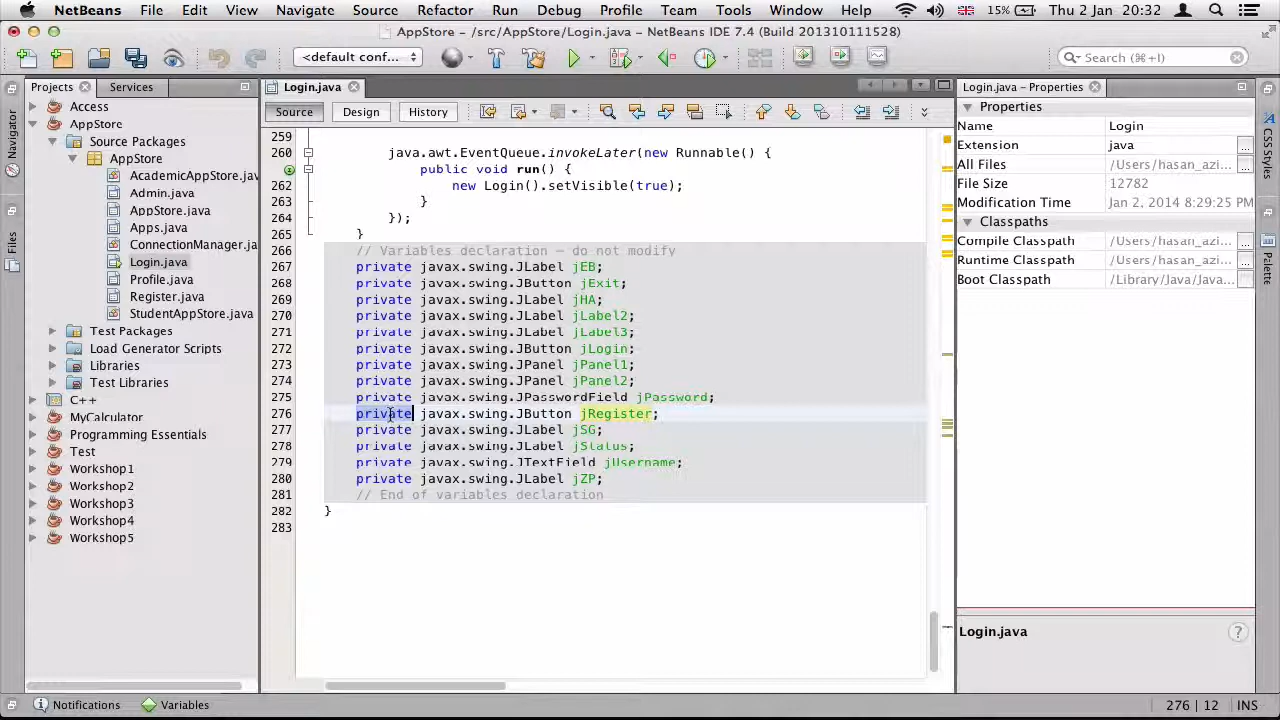 NetBeans File Edit View Navigate Source Refactor Run Debug Profile Team Tools Window Help 15% Thu 2 Jan 20:32
AppStore - /src/AppStore/Login.java - NetBeans IDE 7.4 (Build 201310111528)
<default conf... Search (⌘+I)
Projects Services
Navigator
Files
Access
AppStore
Source Packages
AppStore
AcademicAppStore.jav
Admin.java
AppStore.java
Apps.java
ConnectionManager.ja
Login.java
Profile.java
Register.java
StudentAppStore.java
Test Packages
Load Generator Scripts
Libraries
Test Libraries
C++
MyCalculator
Programming Essentials
Test
Workshop1
Workshop2
Workshop3
Workshop4
Workshop5
Login.java
Source Design History
259
260 java.awt.EventQueue.invokeLater(new Runnable() {
public void run() {
262 new Login().setVisible(true);
263 }
264 });
265 }
266 // Variables declaration - do not modify
267 private javax.swing.JLabel jEB;
268 private javax.swing.JButton jExit;
269 private javax.swing.JLabel jHA;
270 private javax.swing.JLabel jLabel2;
271 private javax.swing.JLabel jLabel3;
272 private javax.swing.JButton jLogin;
273 private javax.swing.JPanel jPanel1;
274 private javax.swing.JPanel jPanel2;
275 private javax.swing.JPasswordField jPassword;
276 private javax.swing.JButton jRegister;
277 private javax.swing.JLabel jSG;
278 private javax.swing.JLabel jStatus;
279 private javax.swing.JTextField jUsername;
280 private javax.swing.JLabel jZP;
281 // End of variables declaration
282 }
283
Login.java - Properties
Properties
Name Login
Extension java ...
All Files /Users/hasan_azi... ...
File Size 12782
Modification Time Jan 2, 2014 8:29:25 PM
Classpaths
Compile Classpath /Users/hasan_azi...
Runtime Classpath /Users/hasan_azi...
Boot Classpath /Library/Java/Java...
Login.java
?
CSS Styles
Palette
Notifications Variables 276 | 12 INS